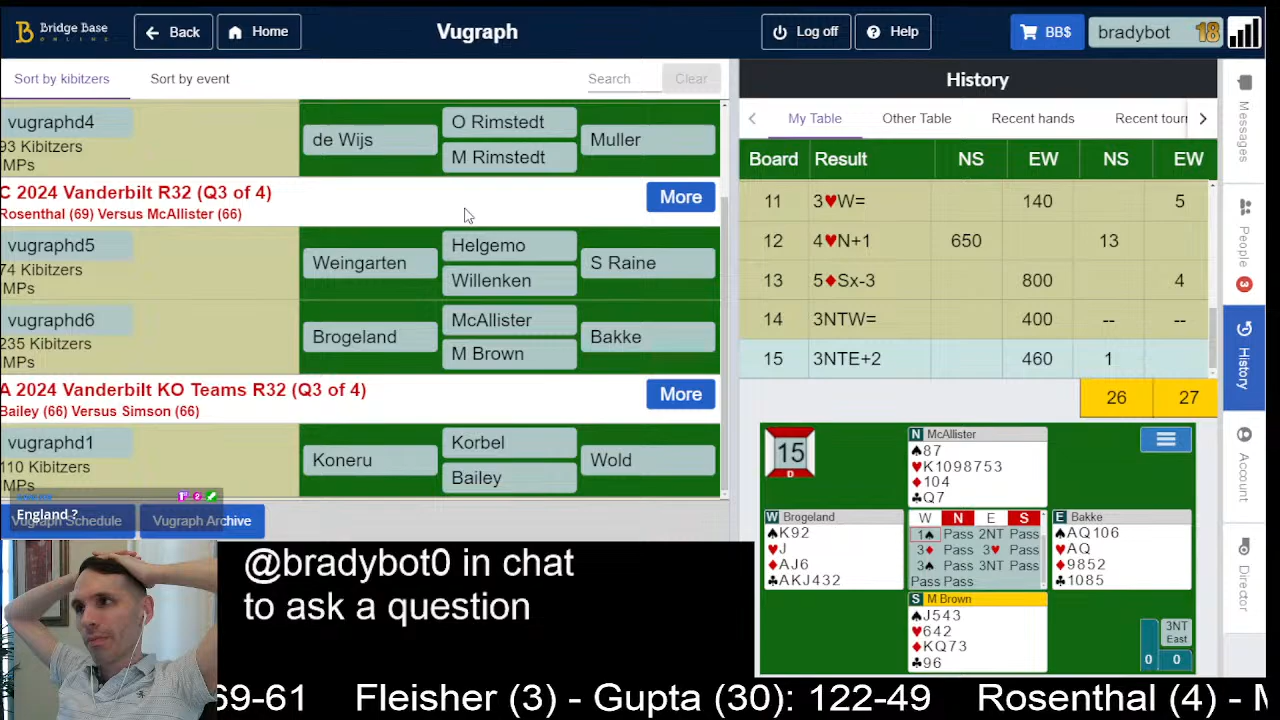 Bridge Base
ONLINE
Back
Home
Vugraph
Log off
Help
BB$
bradybot 18
Sort by kibitzers
Sort by event
Search
Clear
vugraphd4
93 Kibitzers
MPs
de Wijs
O Rimstedt
M Rimstedt
Muller
C 2024 Vanderbilt R32 (Q3 of 4)
Rosenthal (69) Versus McAllister (66)
More
vugraphd5
74 Kibitzers
MPs
Weingarten
Helgemo
Willenken
S Raine
vugraphd6
235 Kibitzers
MPs
Brogeland
McAllister
M Brown
Bakke
A 2024 Vanderbilt KO Teams R32 (Q3 of 4)
Bailey (66) Versus Simson (66)
More
vugraphd1
110 Kibitzers
Koneru
Korbel
Bailey
Wold
England ?
Vugraph Schedule
Vugraph Archive
History
My Table
Other Table
Recent hands
Recent tourn
Board Result NS EW NS EW
11 3♥W= 140 5
12 4♥N+1 650 13
13 5♦Sx-3 800 4
14 3NTW= 400 -- --
15 3NTE+2 460 1
26 27
15
D
N McAllister
♠87
♥K1098753
♦104
♣Q7
W Brogeland
♠K92
♥J
♦AJ6
♣AKJ432
W N E S
1♠ Pass 2NT Pass
3♦ Pass 3♥ Pass
3♠ Pass 3NT Pass
Pass Pass
E Bakke
♠AQ106
♥AQ
♦9852
♣1085
S M Brown
♠J543
♥642
♦KQ73
♣96
3NT
East
0 0
Messages
People 3
History
Account
Director
@bradybot0 in chat
to ask a question
69-61 Fleisher (3) - Gupta (30): 122-49 Rosenthal (4) - M